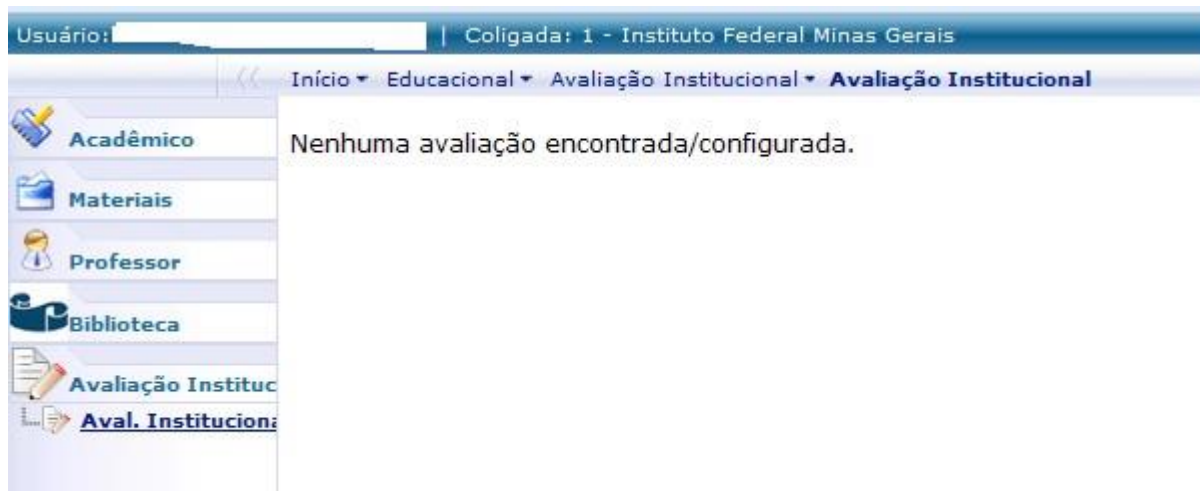 Usuário: | Coligada: 1 - Instituto Federal Minas Gerais
Início Educacional Avaliação Institucional Avaliação Institucional
Acadêmico
Nenhuma avaliação encontrada/configurada.
Materiais
Professor
Biblioteca
Avaliação Instituc
Aval. Instituciona